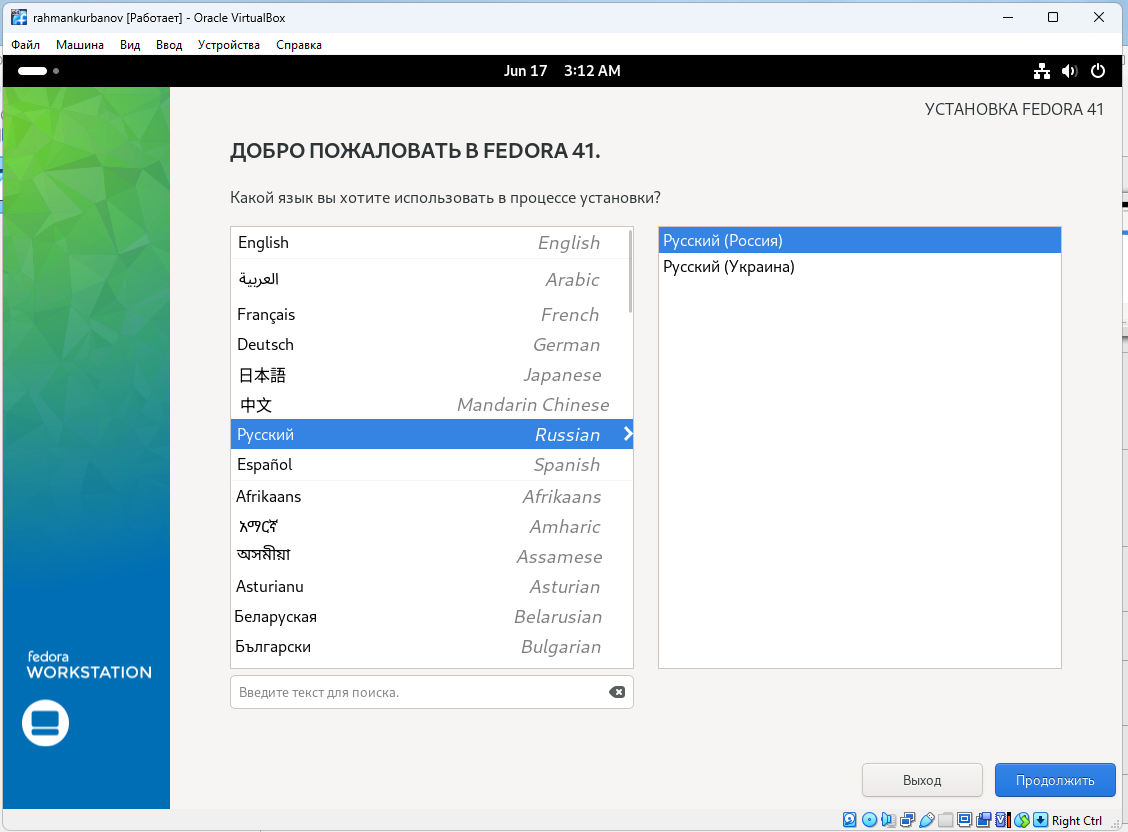 rahmankurbanov [Работает] - Oracle VirtualBox
Файл Машина Вид Ввод Устройства Справка
Jun 17 3:12 AM
УСТАНОВКА FEDORA 41
ДОБРО ПОЖАЛОВАТЬ В FEDORA 41.
Какой язык вы хотите использовать в процессе установки?
English English
العربية Arabic
Français French
Deutsch German
日本語 Japanese
中文 Mandarin Chinese
Русский Russian
Español Spanish
Afrikaans Afrikaans
አማርኛ Amharic
অসমীয়া Assamese
Asturianu Asturian
Беларуская Belarusian
Български Bulgarian
Русский (Россия)
Русский (Украина)
Введите текст для поиска.
fedora
WORKSTATION
Выход Продолжить
Right Ctrl